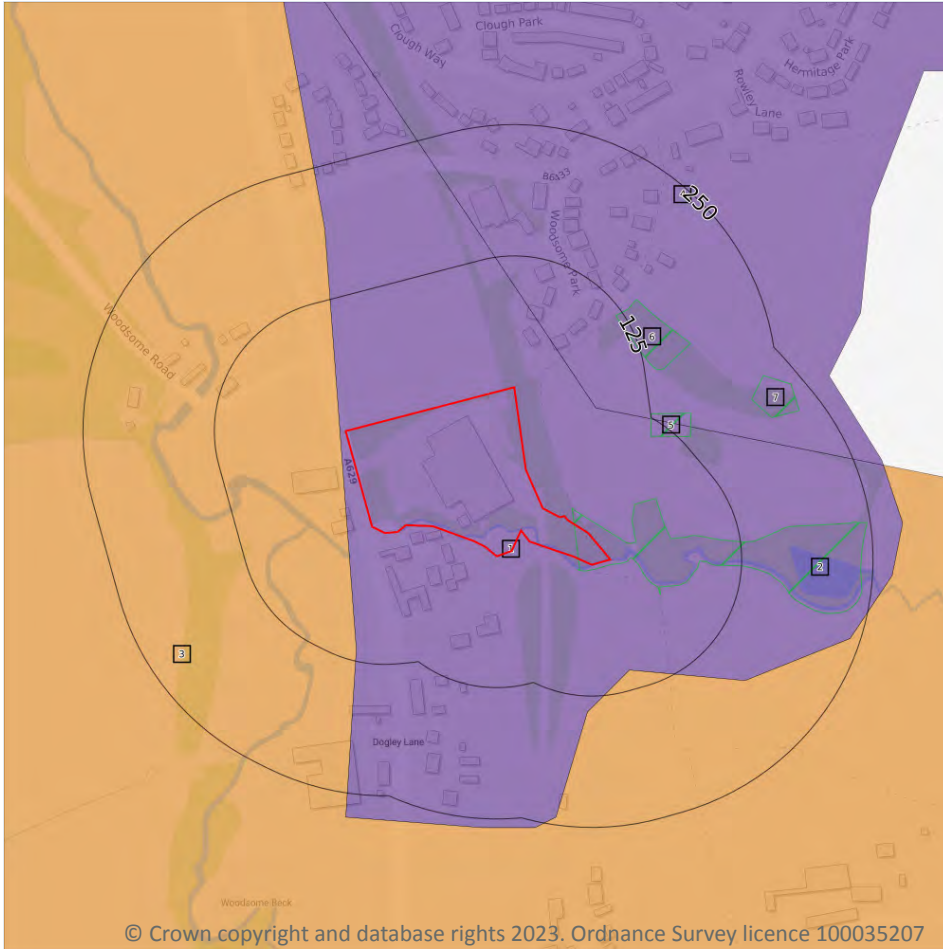 Clough Park
Clough Way
Hermitage Park
Rowley Lane
B6433
250
Woodsome Park
125
6
Woodsome Road
7
5
A629
2
3
Dogley Lane
Woodsome Beck
© Crown copyright and database rights 2023. Ordnance Survey licence 100035207